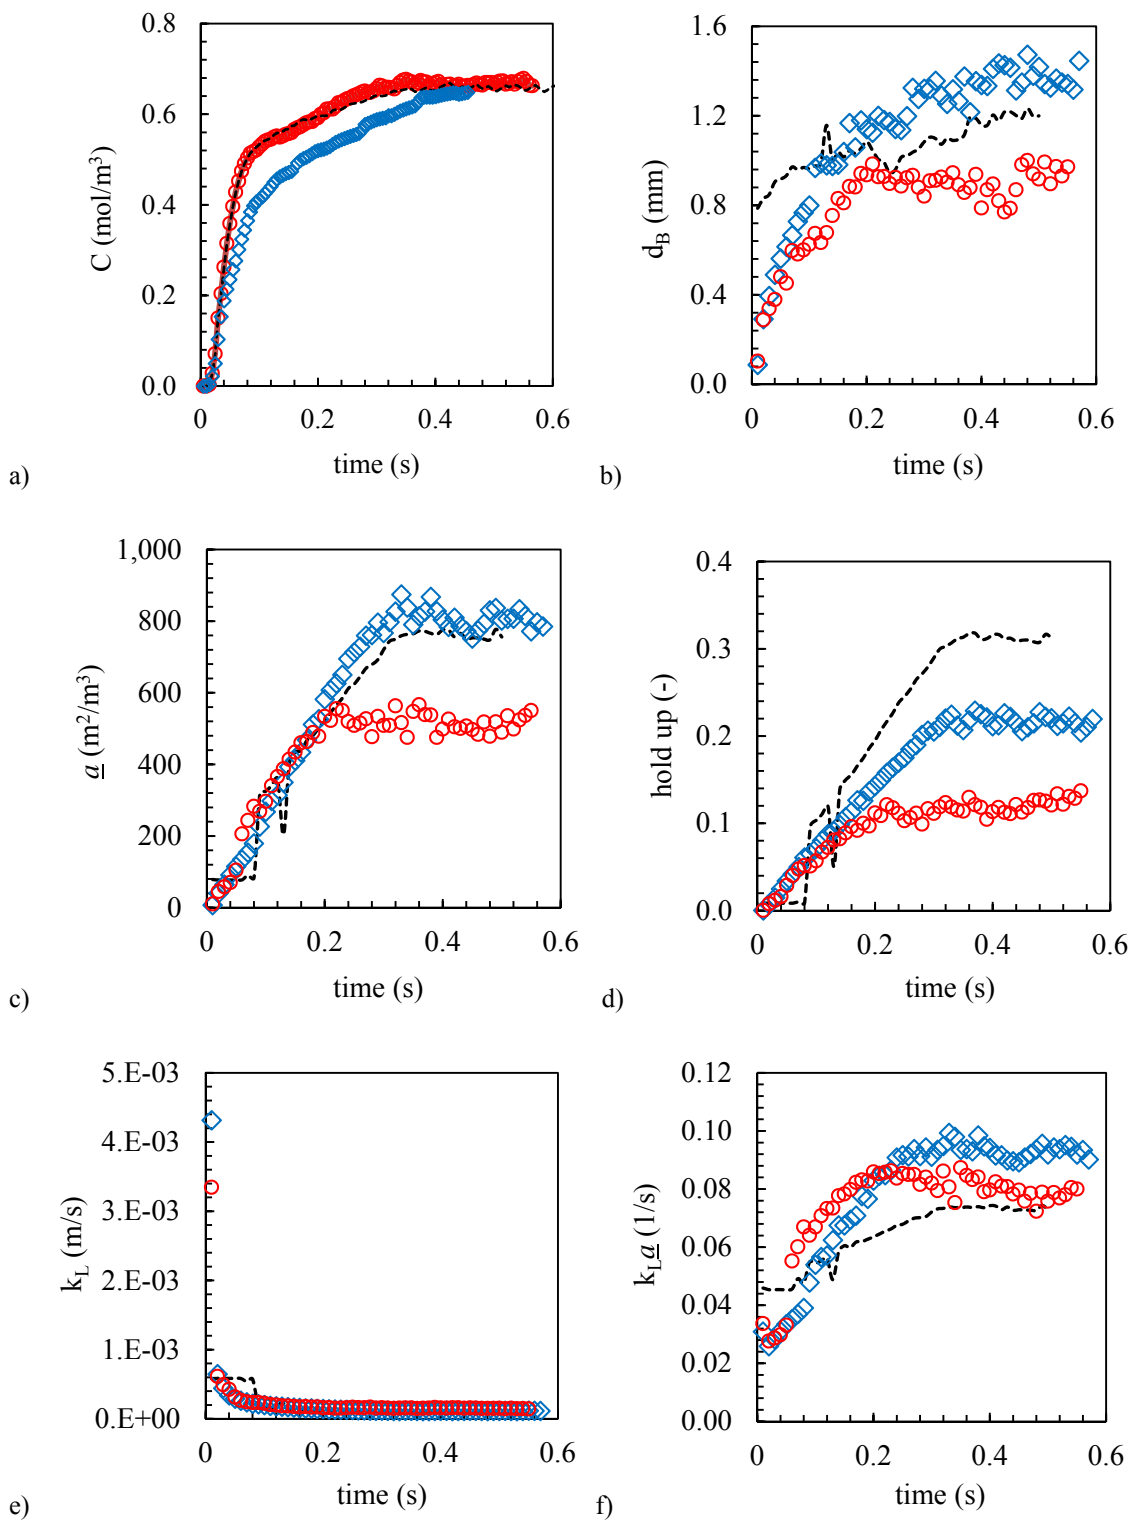 0.8
0.6
0.4
0.2
0.0
C (mol/m³)
0 0.2 0.4 0.6
time (s)
a)
1.6
1.2
0.8
0.4
0.0
d_B (mm)
0 0.2 0.4 0.6
time (s)
b)
1,000
800
600
400
200
0
a (m²/m³)
0 0.2 0.4 0.6
time (s)
c)
0.4
0.3
0.2
0.1
0.0
hold up (-)
0 0.2 0.4 0.6
time (s)
d)
5.E-03
4.E-03
3.E-03
2.E-03
1.E-03
0.E+00
k_L (m/s)
0 0.2 0.4 0.6
time (s)
e)
0.12
0.10
0.08
0.06
0.04
0.02
0.00
k_La (1/s)
0 0.2 0.4 0.6
time (s)
f)